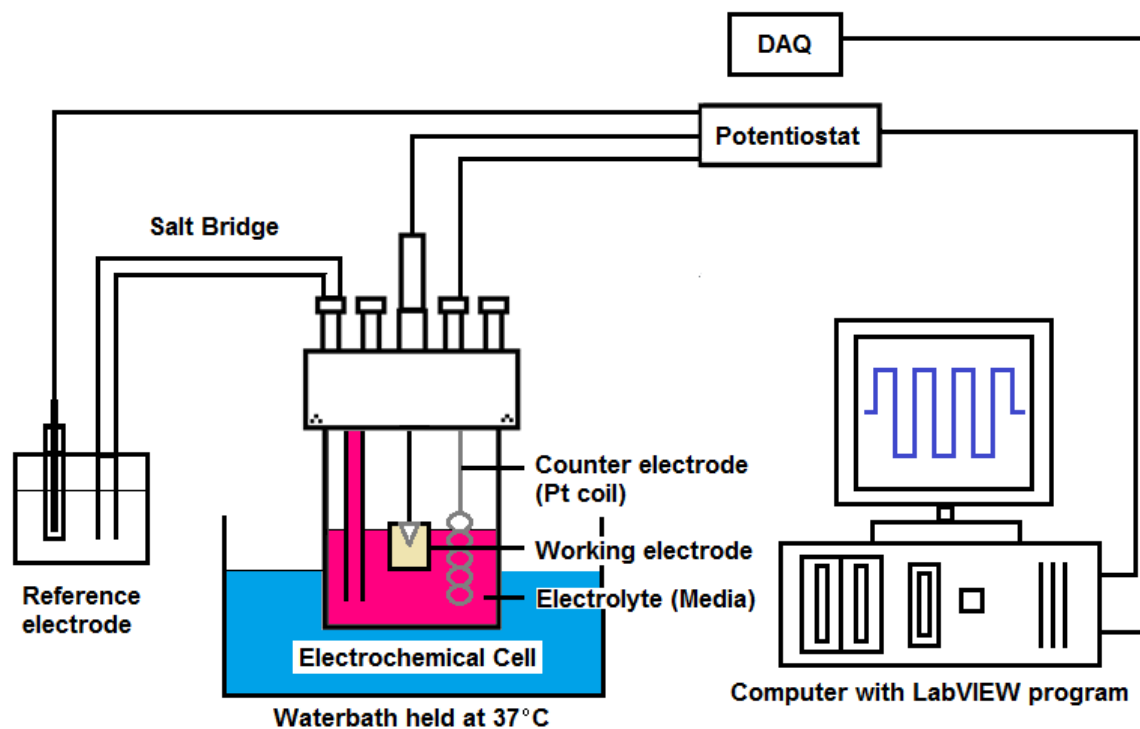 DAQ
Potentiostat
Salt Bridge
Counter electrode
(Pt coil)
Working electrode
Electrolyte (Media)
Reference
electrode
Electrochemical Cell
Waterbath held at 37°C
Computer with LabVIEW program